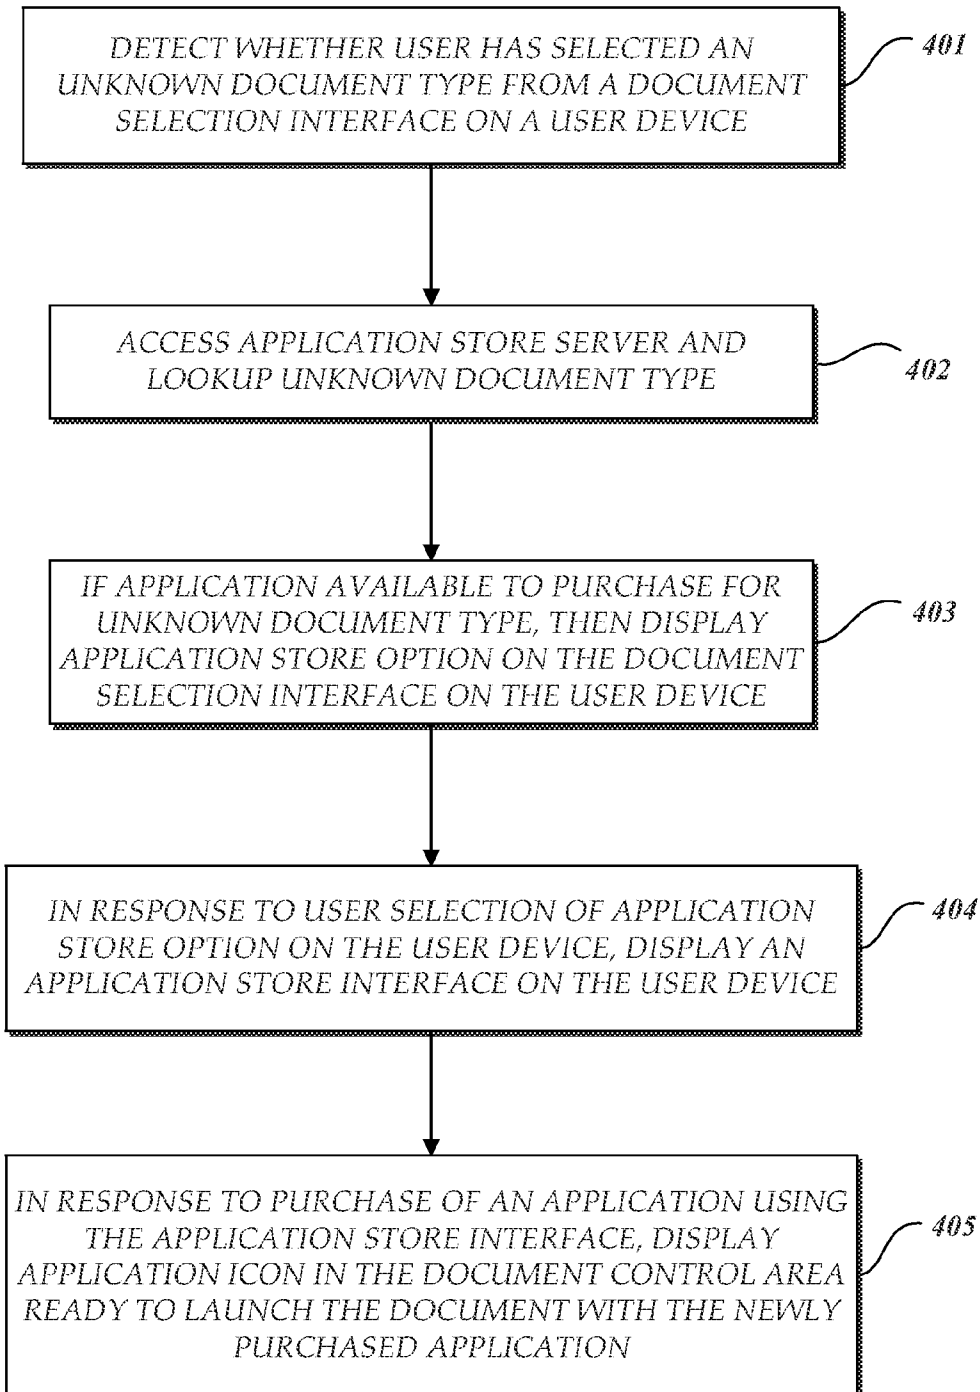 DETECT WHETHER USER HAS SELECTED AN
UNKNOWN DOCUMENT TYPE FROM A DOCUMENT
SELECTION INTERFACE ON A USER DEVICE
401
ACCESS APPLICATION STORE SERVER AND
LOOKUP UNKNOWN DOCUMENT TYPE
402
IF APPLICATION AVAILABLE TO PURCHASE FOR
UNKNOWN DOCUMENT TYPE, THEN DISPLAY
APPLICATION STORE OPTION ON THE DOCUMENT
SELECTION INTERFACE ON THE USER DEVICE
403
IN RESPONSE TO USER SELECTION OF APPLICATION
STORE OPTION ON THE USER DEVICE, DISPLAY AN
APPLICATION STORE INTERFACE ON THE USER DEVICE
404
IN RESPONSE TO PURCHASE OF AN APPLICATION USING
THE APPLICATION STORE INTERFACE, DISPLAY
APPLICATION ICON IN THE DOCUMENT CONTROL AREA
READY TO LAUNCH THE DOCUMENT WITH THE NEWLY
PURCHASED APPLICATION
405